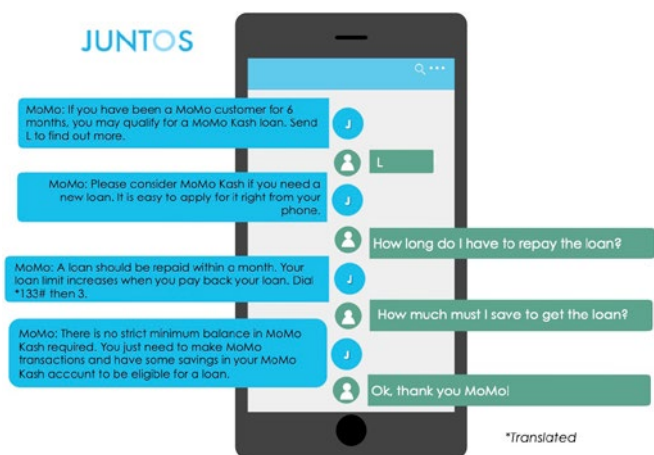 JUNTOS
MoMo: If you have been a MoMo customer for 6
months, you may qualify for a MoMo Kash loan. Send
L to find out more.
J
L
MoMo: Please consider MoMo Kash if you need a
new loan. It is easy to apply for it right from your
phone.
J
How long do I have to repay the loan?
MoMo: A loan should be repaid within a month. Your
loan limit increases when you pay back your loan. Dial
*133# then 3.
J
How much must I save to get the loan?
MoMo: There is no strict minimum balance in MoMo
Kash required. You just need to make MoMo
transactions and have some savings in your MoMo
Kash account to be eligible for a loan.
J
Ok, thank you MoMo!
*Translated